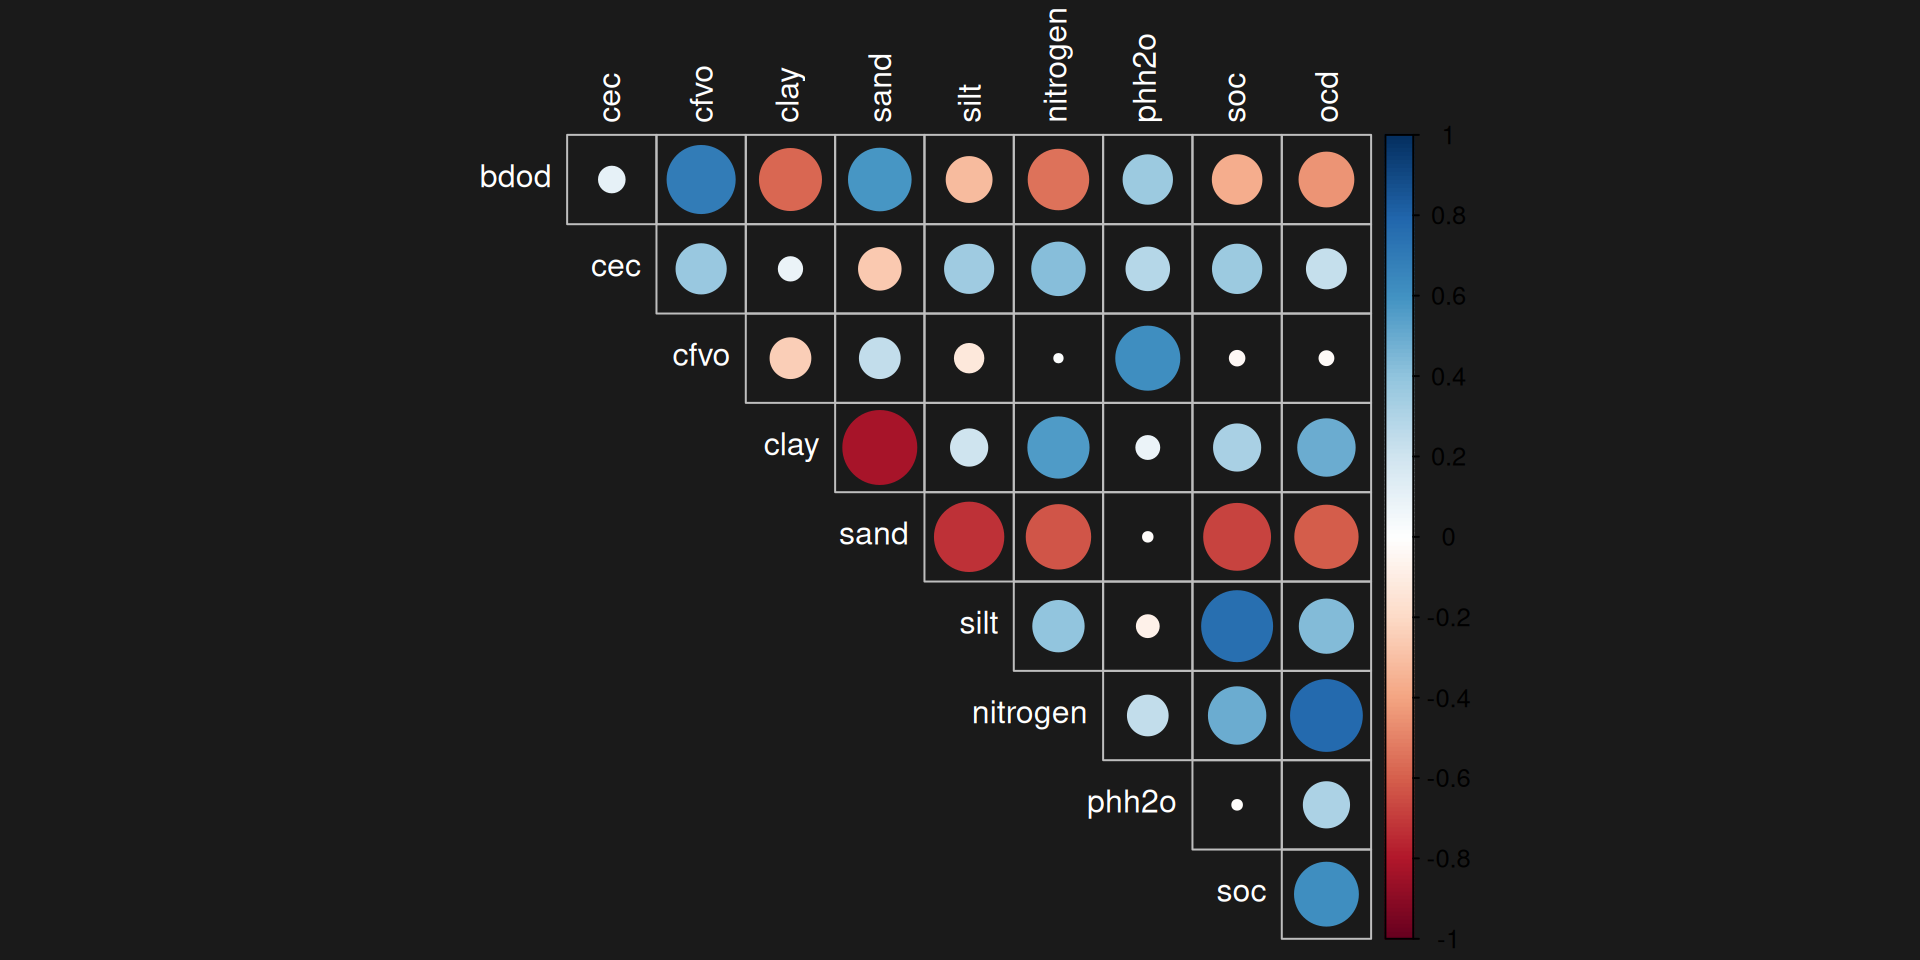 cec cfvo clay sand silt nitrogen phh2o soc ocd
bdod
cec
cfvo
clay
sand
silt
nitrogen
phh2o
soc
1
0.8
0.6
0.4
0.2
0
-0.2
-0.4
-0.6
-0.8
-1